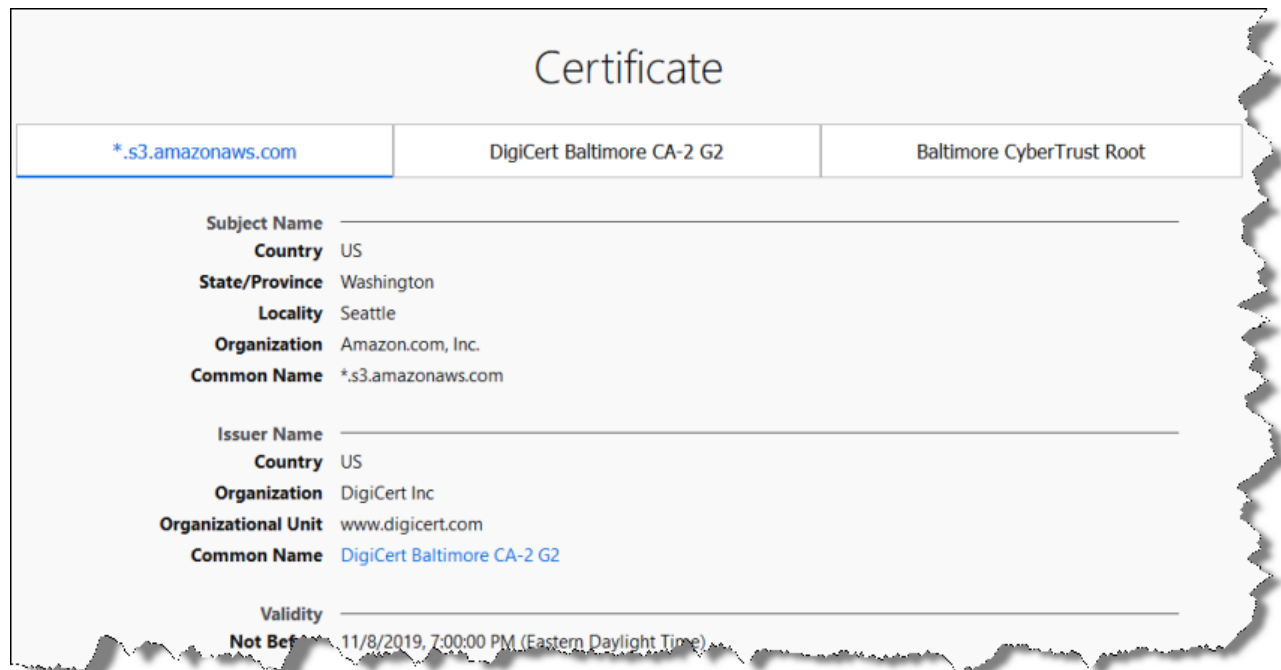 Certificate
*.s3.amazonaws.com DigiCert Baltimore CA-2 G2 Baltimore CyberTrust Root
Subject Name
Country US
State/Province Washington
Locality Seattle
Organization Amazon.com, Inc.
Common Name *.s3.amazonaws.com
Issuer Name
Country US
Organization DigiCert Inc
Organizational Unit www.digicert.com
Common Name DigiCert Baltimore CA-2 G2
Validity
Not 11/8/2019, 7:00:00 PM (Eastern Daylight Time)